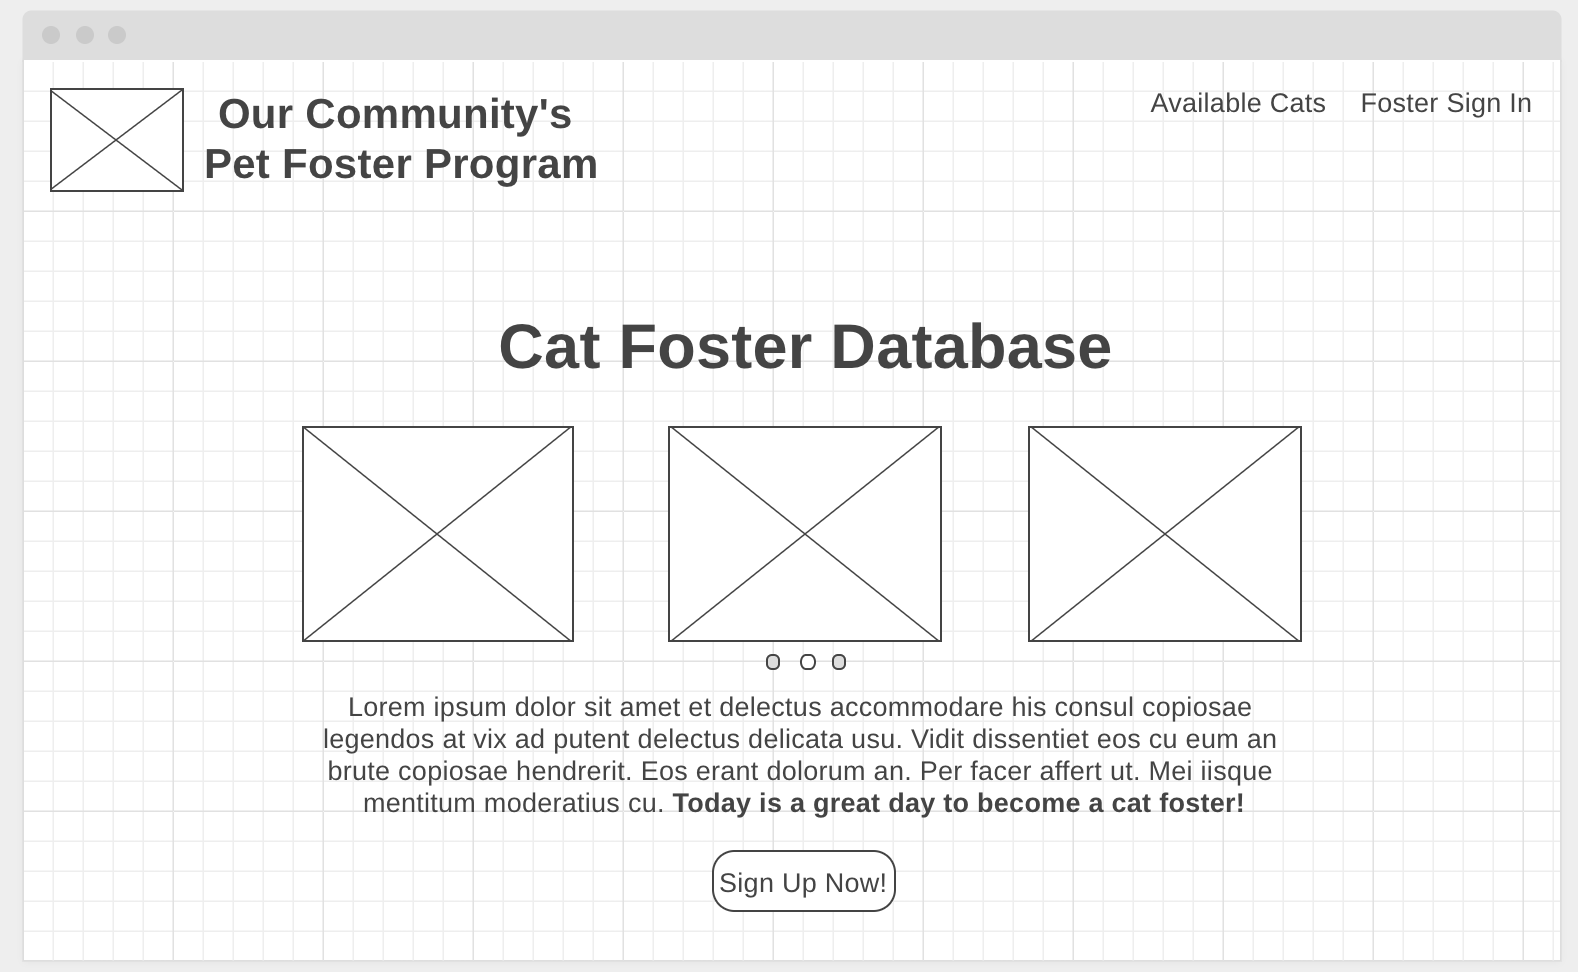 Our Community's
Pet Foster Program
Available Cats
Foster Sign In
Cat Foster Database
Lorem ipsum dolor sit amet et delectus accommodare his consul copiosae
legendos at vix ad putent delectus delicata usu. Vidit dissentiet eos cu eum an
brute copiosae hendrerit. Eos erant dolorum an. Per facer affert ut. Mei iisque
mentitum moderatius cu. Today is a great day to become a cat foster!
Sign Up Now!